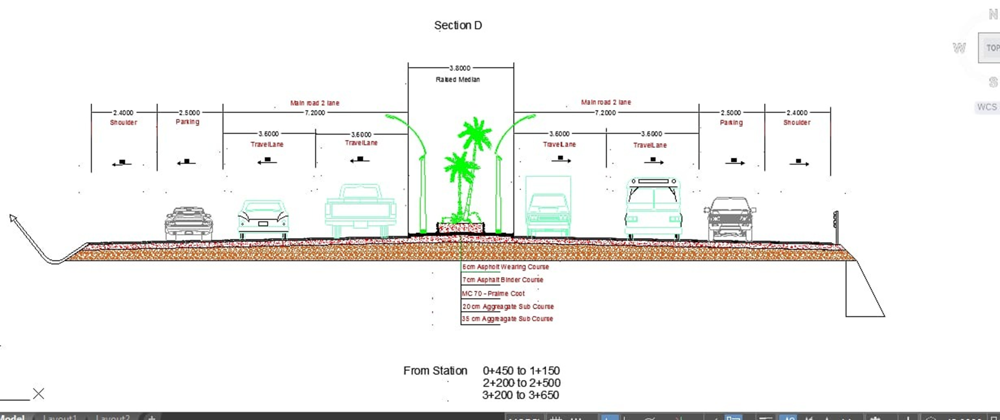 Section D
N
W
TOP
S
WCS
3.8000
Raised Median
Main road 2 lane
Main road 2 lane
2.4000
2.5000
7.2000
7.2000
2.5000
2.4000
Shoulder
Parking
Parking
Shoulder
3.6000
3.6000
3.6000
3.6000
TravelLane
TravelLane
TravelLane
TravelLane
6cm Aspholt Wearing Course
7cm Asphalt Binder Course
MC 70 - Praime Coot
20 cm Aggreagate Sub Course
35 cm Aggreagate Sub Course
From Station 0+450 to 1+150
2+200 to 2+500
3+200 to 3+650
X
Model Layout1 Layout2 +